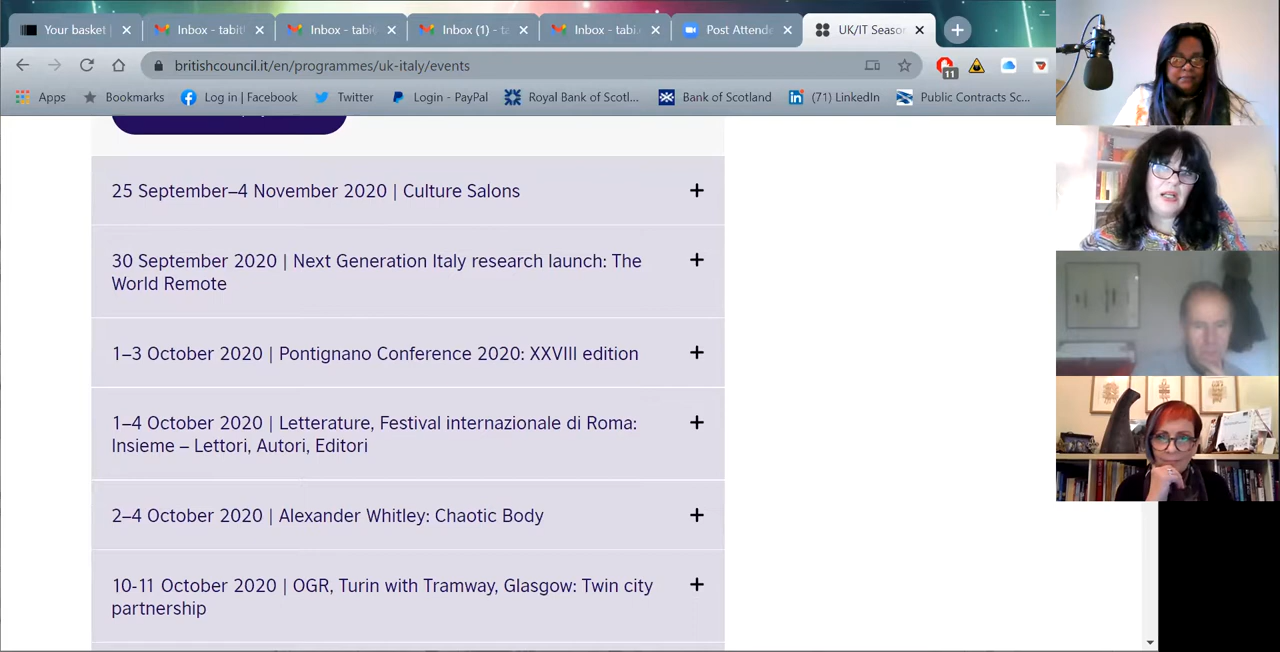 Your basket
Inbox - tabit
Inbox - tabi
Inbox (1) - ta
Inbox - tabi
Post Attenda
UK/IT Seaso
britishcouncil.it/en/programmes/uk-italy/events
11
Apps
Bookmarks
Log in | Facebook
Twitter
Login - PayPal
Royal Bank of Scotl...
Bank of Scotland
(71) LinkedIn
Public Contracts Sc...
25 September–4 November 2020 | Culture Salons
30 September 2020 | Next Generation Italy research launch: The
World Remote
1–3 October 2020 | Pontignano Conference 2020: XXVIII edition
1–4 October 2020 | Letterature, Festival internazionale di Roma:
Insieme – Lettori, Autori, Editori
2–4 October 2020 | Alexander Whitley: Chaotic Body
10-11 October 2020 | OGR, Turin with Tramway, Glasgow: Twin city
partnership